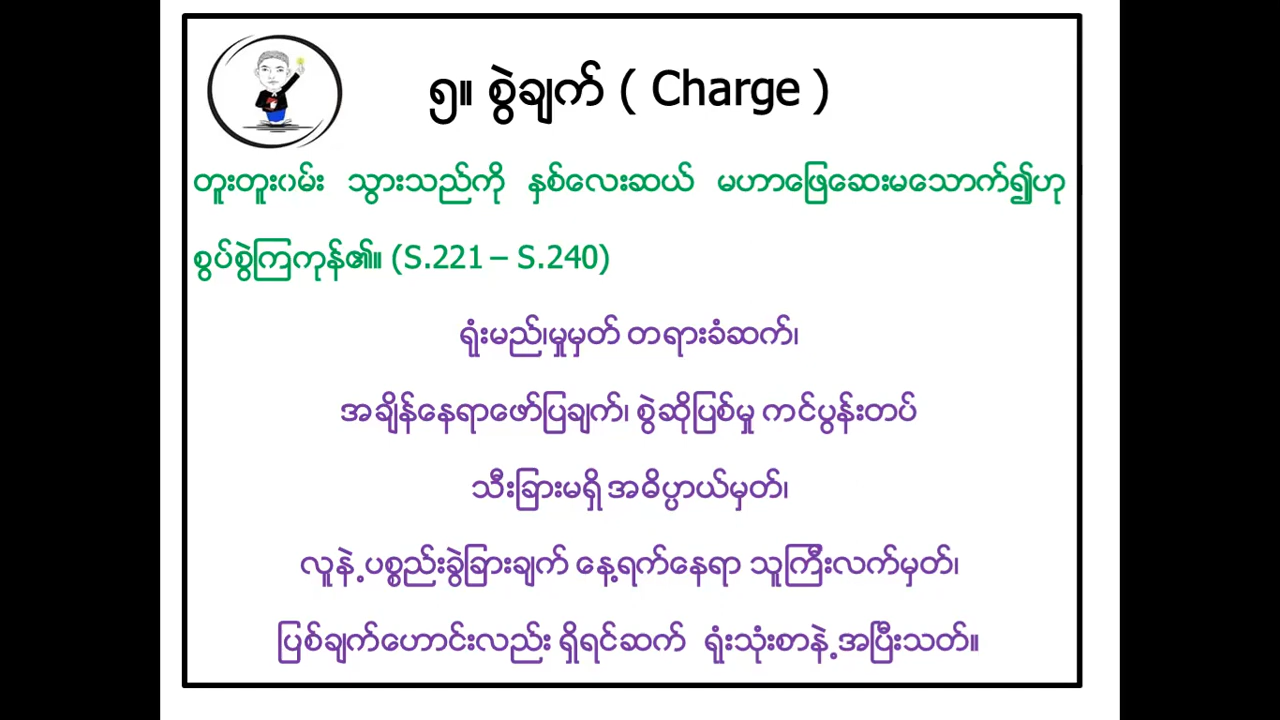 ၅။ စွဲချက် ( Charge )
တူးတူးဝမ်း သွားသည်ကို နှစ်လေးဆယ် မဟာဖြေဆေးမသောက်၍ဟု
စွပ်စွဲကြကုန်၏။ (S.221 – S.240)
ရုံးမည်၊မှုမှတ် တရားခံဆက်၊
အချိန်နေရာဖော်ပြချက်၊ စွဲဆိုပြစ်မှု ကင်ပွန်းတပ်
သီးခြားမရှိ အဓိပ္ပာယ်မှတ်၊
လူနဲ့ပစ္စည်းခွဲခြားချက် နေ့ရက်နေရာ သူကြီးလက်မှတ်၊
ပြစ်ချက်ဟောင်းလည်း ရှိရင်ဆက် ရုံးသုံးစာနဲ့အပြီးသတ်။